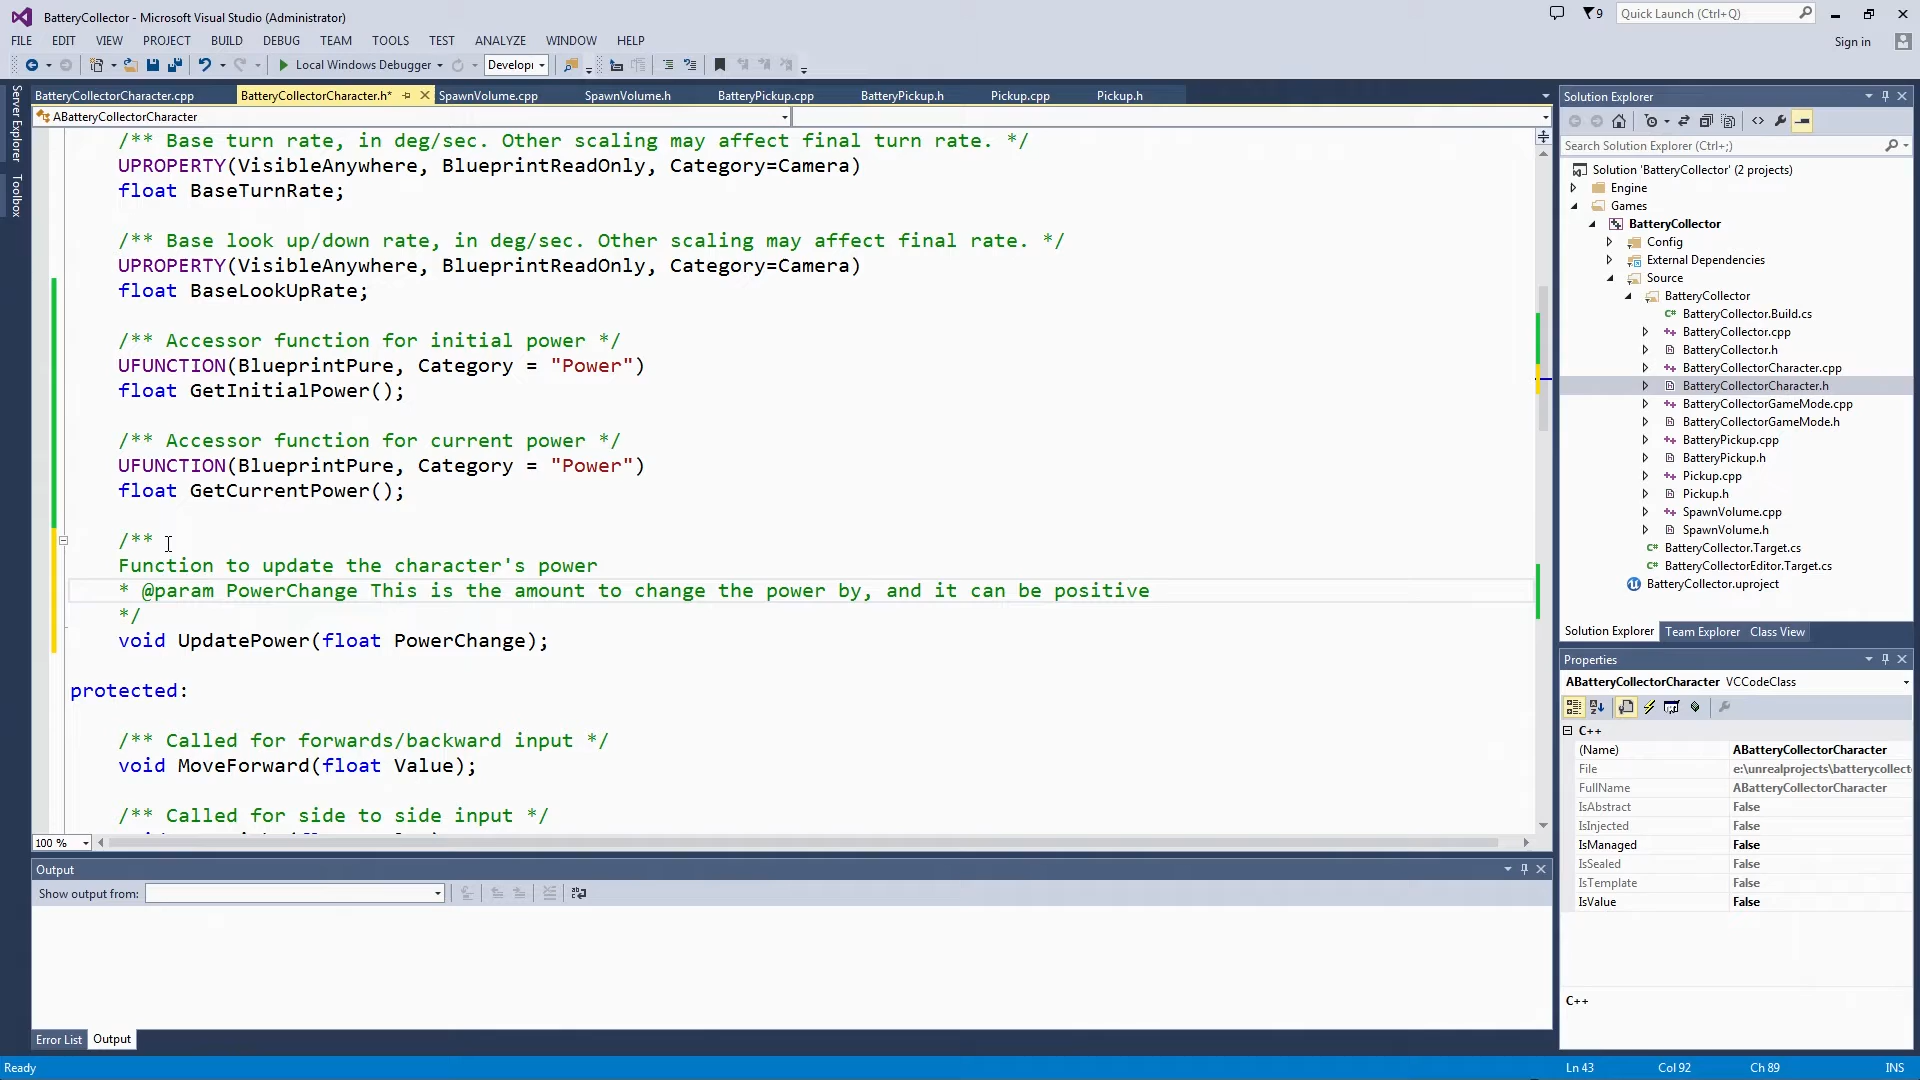 BatteryCollector - Microsoft Visual Studio (Administrator)
9
Quick Launch (Ctrl+Q)
FILE EDIT VIEW PROJECT BUILD DEBUG TEAM TOOLS TEST ANALYZE WINDOW HELP
Sign in
Local Windows Debugger
Develop
Server Explorer
Toolbox
BatteryCollectorCharacter.cpp BatteryCollectorCharacter.h* SpawnVolume.cpp SpawnVolume.h BatteryPickup.cpp BatteryPickup.h Pickup.cpp Pickup.h
ABatteryCollectorCharacter
/** Base turn rate, in deg/sec. Other scaling may affect final turn rate. */
UPROPERTY(VisibleAnywhere, BlueprintReadOnly, Category=Camera)
float BaseTurnRate;
/** Base look up/down rate, in deg/sec. Other scaling may affect final rate. */
UPROPERTY(VisibleAnywhere, BlueprintReadOnly, Category=Camera)
float BaseLookUpRate;
/** Accessor function for initial power */
UFUNCTION(BlueprintPure, Category = "Power")
float GetInitialPower();
/** Accessor function for current power */
UFUNCTION(BlueprintPure, Category = "Power")
float GetCurrentPower();
/**
Function to update the character's power
* @param PowerChange This is the amount to change the power by, and it can be positive
*/
void UpdatePower(float PowerChange);
protected:
/** Called for forwards/backward input */
void MoveForward(float Value);
/** Called for side to side input */
100 %
Output
Show output from:
Error List Output
Solution Explorer
Search Solution Explorer (Ctrl+;)
Solution 'BatteryCollector' (2 projects)
Engine
Games
BatteryCollector
Config
External Dependencies
Source
BatteryCollector
BatteryCollector.Build.cs
BatteryCollector.cpp
BatteryCollector.h
BatteryCollectorCharacter.cpp
BatteryCollectorCharacter.h
BatteryCollectorGameMode.cpp
BatteryCollectorGameMode.h
BatteryPickup.cpp
BatteryPickup.h
Pickup.cpp
Pickup.h
SpawnVolume.cpp
SpawnVolume.h
BatteryCollector.Target.cs
BatteryCollectorEditor.Target.cs
BatteryCollector.uproject
Solution Explorer Team Explorer Class View
Properties
ABatteryCollectorCharacter VCCodeClass
C++
(Name) ABatteryCollectorCharacter
File e:\unrealprojects\batterycollect
FullName ABatteryCollectorCharacter
IsAbstract False
IsInjected False
IsManaged False
IsSealed False
IsTemplate False
IsValue False
C++
Ready
Ln 43 Col 92 Ch 89 INS